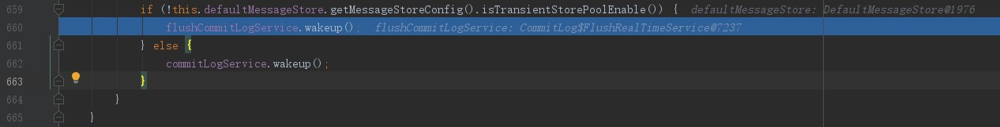 659 if (!this.defaultMessageStore.getMessageStoreConfig().isTransientStorePoolEnable()) { defaultMessageStore: DefaultMessageStore@1976
660 flushCommitLogService.wakeup(); flushCommitLogService: CommitLog$FlushRealTimeService@7237
661 } else {
662 commitLogService.wakeup();
663 }
664 }
665 }